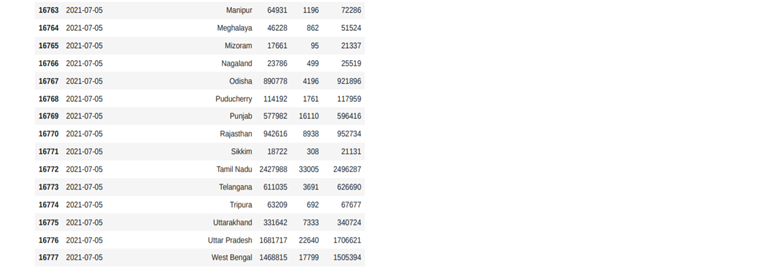 16763 2021-07-05 Manipur 64931 1196 72286
16764 2021-07-05 Meghalaya 46228 862 51524
16765 2021-07-05 Mizoram 17661 95 21337
16766 2021-07-05 Nagaland 23786 499 25519
16767 2021-07-05 Odisha 890778 4196 921896
16768 2021-07-05 Puducherry 114192 1761 117959
16769 2021-07-05 Punjab 577982 16110 596416
16770 2021-07-05 Rajasthan 942616 8938 952734
16771 2021-07-05 Sikkim 18722 308 21131
16772 2021-07-05 Tamil Nadu 2427988 33005 2496287
16773 2021-07-05 Telangana 611035 3691 626690
16774 2021-07-05 Tripura 63209 692 67677
16775 2021-07-05 Uttarakhand 331642 7333 340724
16776 2021-07-05 Uttar Pradesh 1681717 22640 1706621
16777 2021-07-05 West Bengal 1468815 17799 1505394